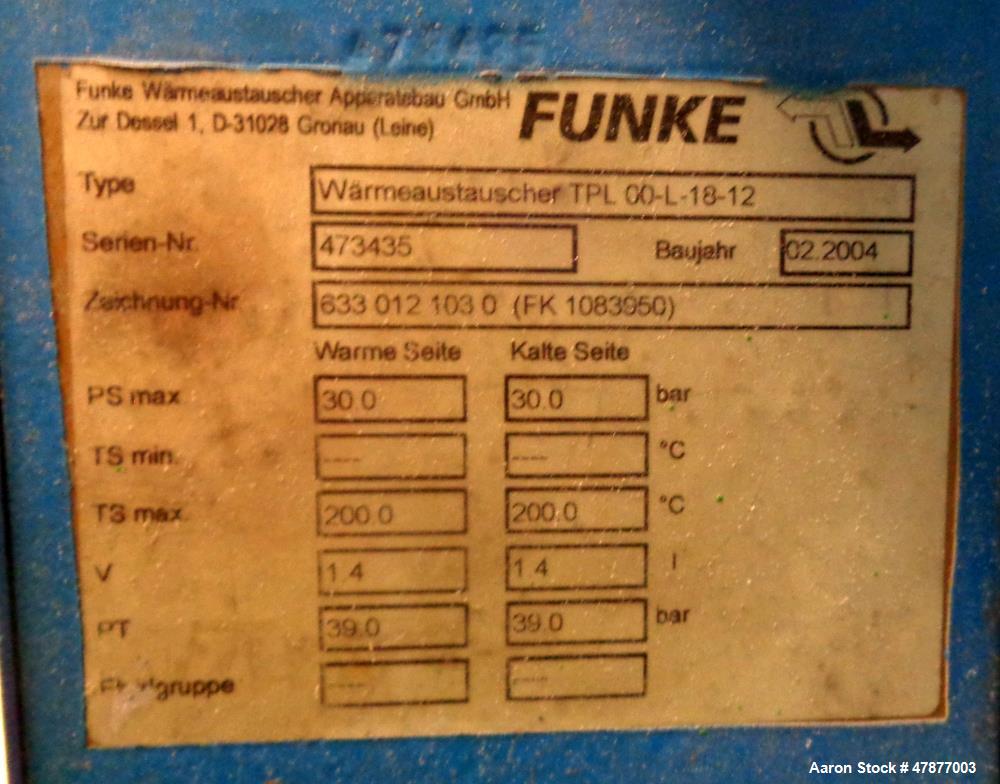 473435
Funke Wärmeaustauscher Apparatebau GmbH FUNKE
Zur Dessel 1, D-31028 Gronau (Leine)
Type Wärmeaustauscher TPL 00-L-18-12
Serien-Nr. 473435 Baujahr 02.2004
Zeichnung-Nr. 633 012 103 0 (FK 1083950)
Warme Seite Kalte Seite
PS max 30.0 30.0 bar
TS min. ---- ---- °C
TS max. 200.0 200.0 °C
V 1.4 1.4 l
PT 39.0 39.0 bar
---- ----
Aaron Stock # 47877003